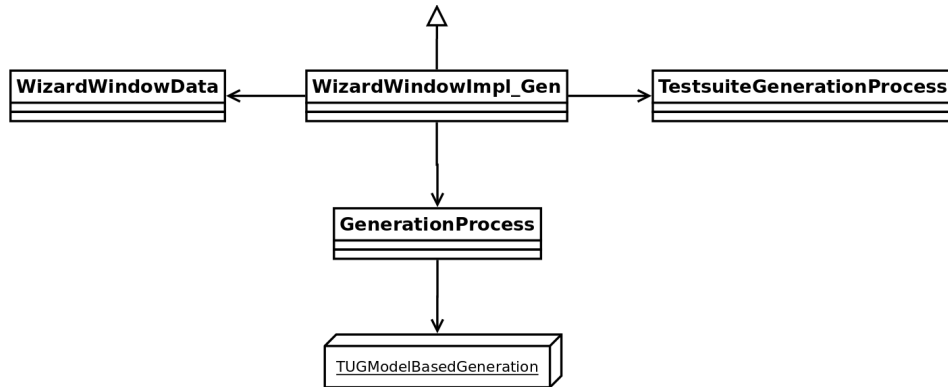 WizardWindowData
WizardWindowImpl_Gen
TestsuiteGenerationProcess
GenerationProcess
TUGModelBasedGeneration